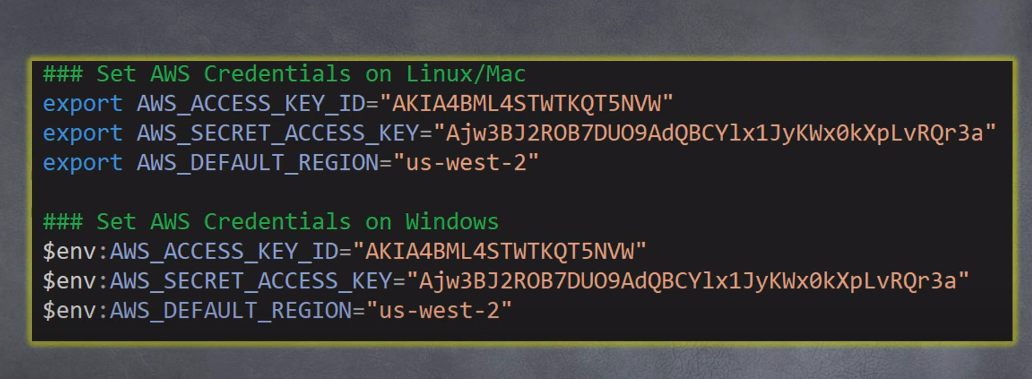 ### Set AWS Credentials on Linux/Mac
export AWS_ACCESS_KEY_ID="AKIA4BML4STWTKQT5NVW"
export AWS_SECRET_ACCESS_KEY="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"
export AWS_DEFAULT_REGION="us-west-2"
### Set AWS Credentials on Windows
$env:AWS_ACCESS_KEY_ID="AKIA4BML4STWTKQT5NVW"
$env:AWS_SECRET_ACCESS_KEY="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"
$env:AWS_DEFAULT_REGION="us-west-2"